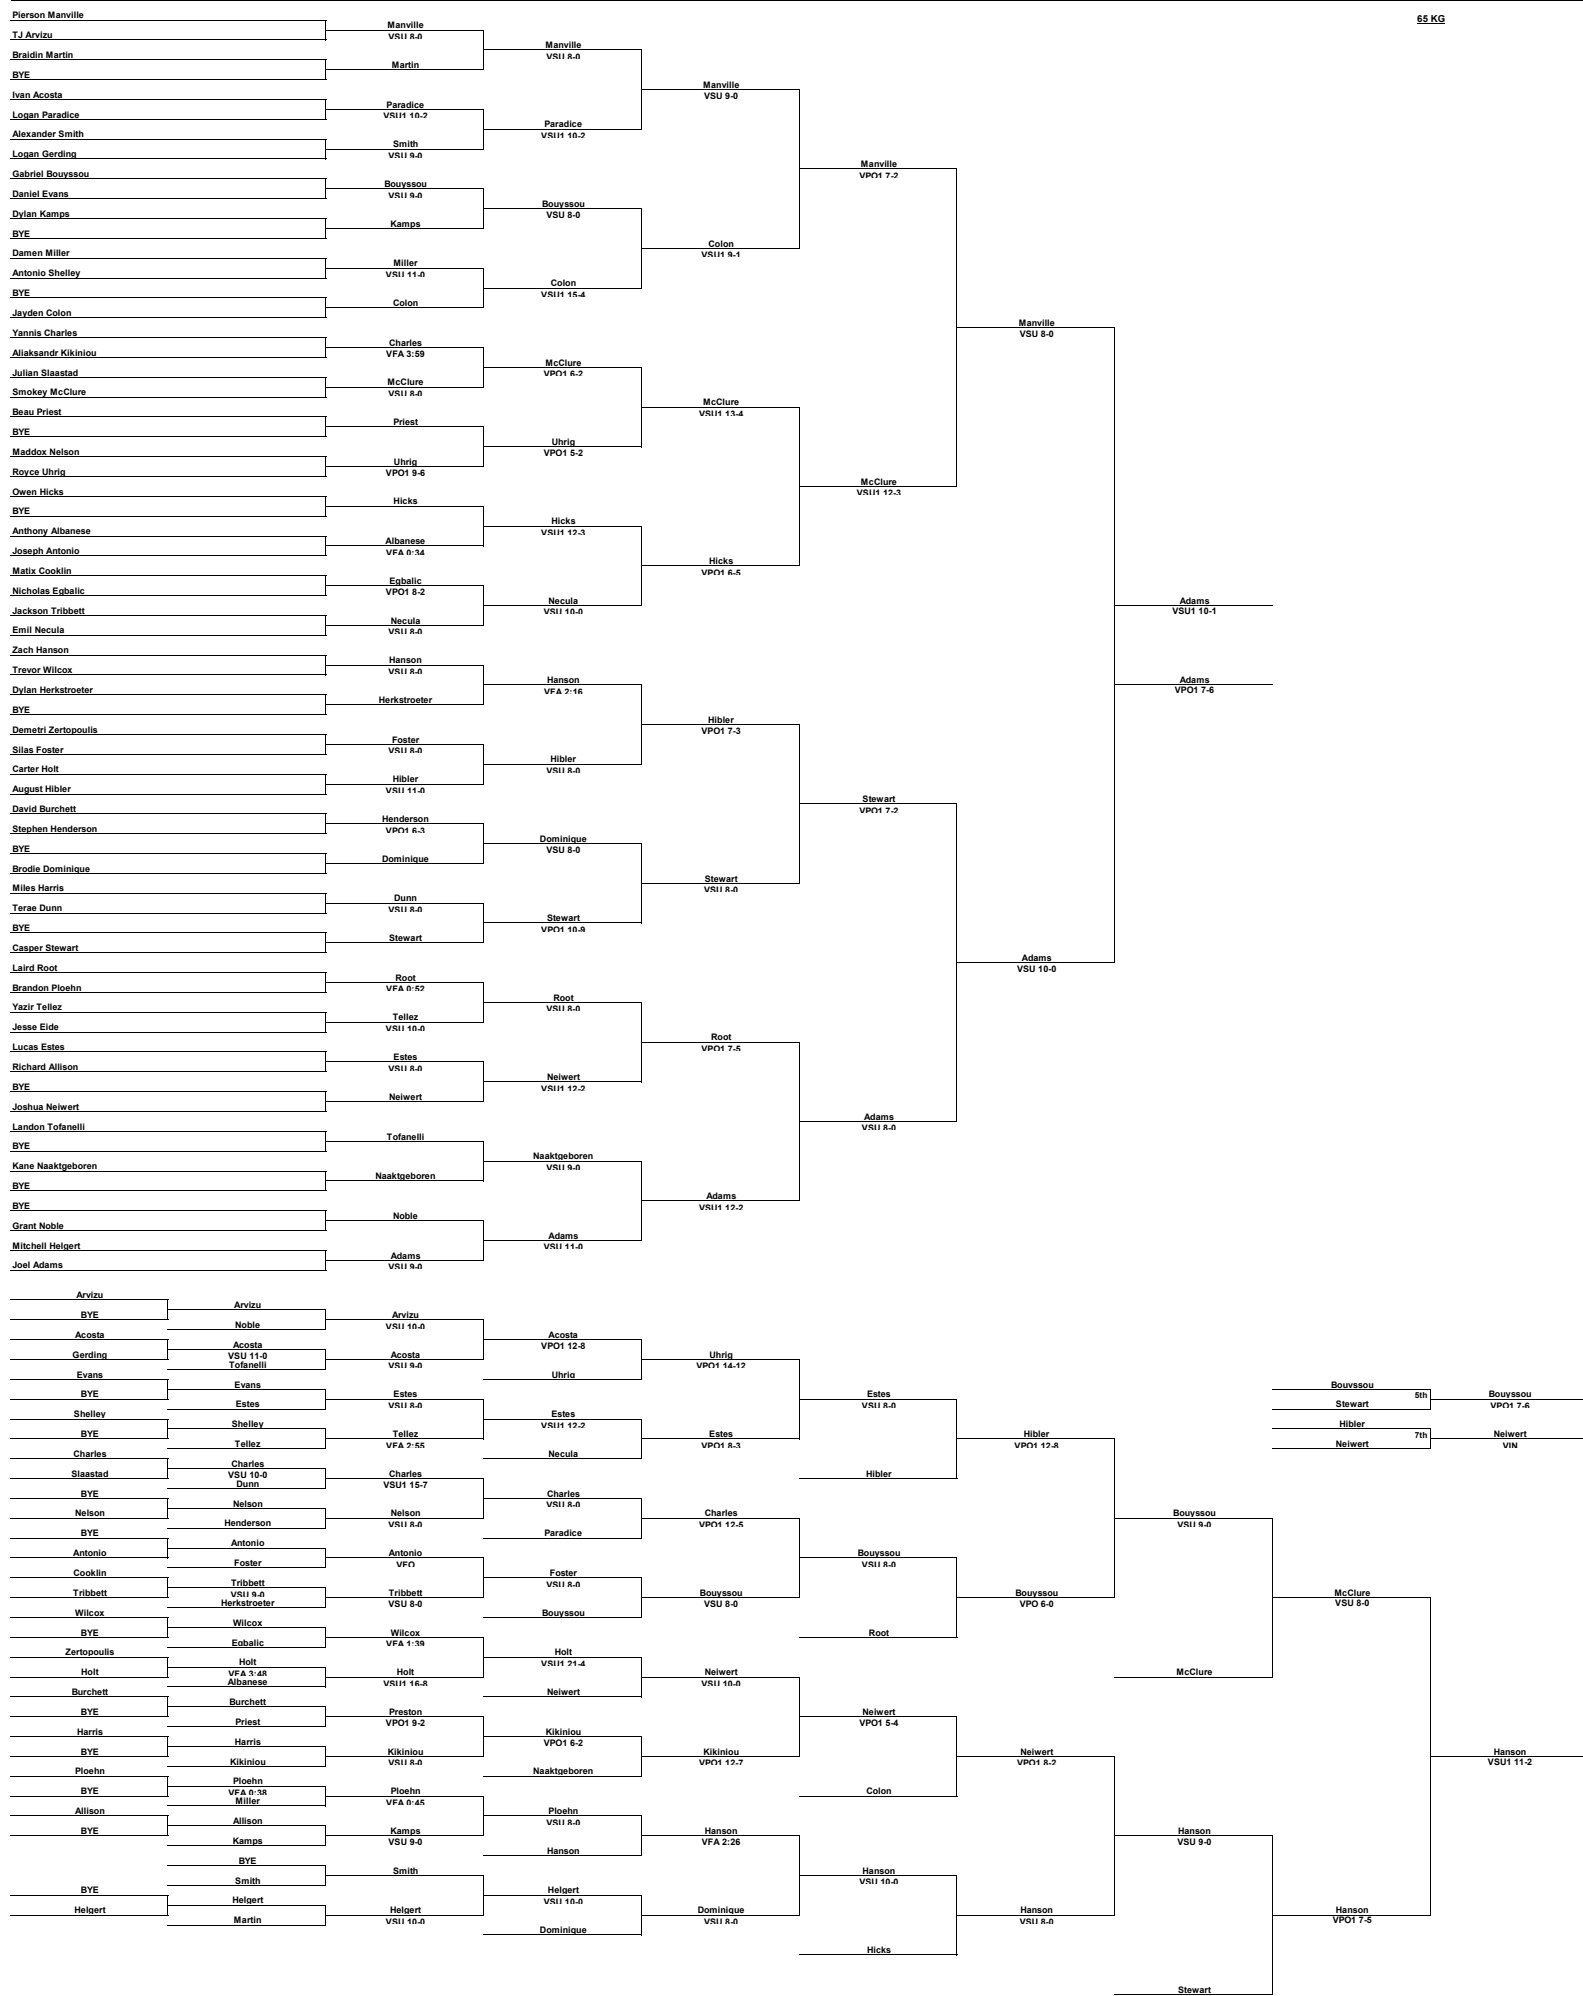 65 KG
Pierson Manville
TJ Arvizu
Braidin Martin
BYE
Ivan Acosta
Logan Paradice
Alexander Smith
Logan Gerding
Gabriel Bouyssou
Daniel Evans
Dylan Kamps
BYE
Damen Miller
Antonio Shelley
BYE
Jayden Colon
Yannis Charles
Aliaksandr Kikiniou
Julian Slaastad
Smokey McClure
Beau Priest
BYE
Maddox Nelson
Royce Uhrig
Owen Hicks
BYE
Anthony Albanese
Joseph Antonio
Matix Cooklin
Nicholas Egbalic
Jackson Tribbett
Emil Necula
Zach Hanson
Trevor Wilcox
Dylan Herkstroeter
BYE
Demetri Zertopoulis
Silas Foster
Carter Holt
August Hibler
David Burchett
Stephen Henderson
BYE
Brodie Dominique
Miles Harris
Terae Dunn
BYE
Casper Stewart
Laird Root
Brandon Ploehn
Yazir Tellez
Jesse Eide
Lucas Estes
Richard Allison
BYE
Joshua Neiwert
Landon Tofanelli
BYE
Kane Naaktgeboren
BYE
BYE
Grant Noble
Mitchell Helgert
Joel Adams
Manville
VSU 8-0
Martin
Paradice
VSU1 10-2
Smith
VSU 9-0
Bouyssou
VSU 9-0
Kamps
Miller
VSU 11-0
Colon
Charles
VFA 3:59
McClure
VSU 8-0
Priest
Uhrig
VPO1 9-6
Hicks
Albanese
VFA 0:34
Egbalic
VPO1 8-2
Necula
VSU 8-0
Hanson
VSU 8-0
Herkstroeter
Foster
VSU 8-0
Hibler
VSU 11-0
Henderson
VPO1 6-3
Dominique
Dunn
VSU 8-0
Stewart
Root
VFA 0:52
Tellez
VSU 10-0
Estes
VSU 8-0
Neiwert
Tofanelli
Naaktgeboren
Noble
Adams
VSU 9-0
Manville
VSU 8-0
Paradice
VSU1 10-2
Bouyssou
VSU 8-0
Colon
VSU1 15-4
McClure
VPO1 6-2
Uhrig
VPO1 5-2
Hicks
VSU1 12-3
Necula
VSU 10-0
Hanson
VFA 2:16
Hibler
VSU 8-0
Dominique
VSU 8-0
Stewart
VPO1 10-9
Root
VSU 8-0
Neiwert
VSU1 12-2
Naaktgeboren
VSU 9-0
Adams
VSU 11-0
Manville
VSU 9-0
Colon
VSU1 9-1
McClure
VSU1 13-4
Hicks
VPO1 6-5
Hibler
VPO1 7-3
Stewart
VSU 8-0
Root
VPO1 7-5
Adams
VSU1 12-2
Manville
VPO1 7-2
McClure
VSU1 12-3
Stewart
VPO1 7-2
Adams
VSU 8-0
Manville
VSU 8-0
Adams
VSU 10-0
Adams
VSU1 10-1
Adams
VPO1 7-6
Arvizu
BYE
Acosta
Gerding
Evans
BYE
Shelley
BYE
Charles
Slaastad
BYE
Nelson
BYE
Antonio
Cooklin
Tribbett
Wilcox
BYE
Zertopoulis
Holt
Burchett
BYE
Harris
BYE
Ploehn
BYE
Allison
BYE
BYE
Helgert
Arvizu
Noble
Acosta
VSU 11-0
Tofanelli
Evans
Estes
Shelley
Tellez
Charles
VSU 10-0
Dunn
Nelson
Henderson
Antonio
Foster
Tribbett
VSU 9-0
Herkstroeter
Wilcox
Egbalic
Holt
VFA 3:48
Albanese
Burchett
Priest
Harris
Kikiniou
Ploehn
VFA 0:38
Miller
Allison
Kamps
BYE
Smith
Helgert
Martin
Arvizu
VSU 10-0
Acosta
VSU 9-0
Estes
VSU 8-0
Tellez
VFA 2:55
Charles
VSU1 15-7
Nelson
VSU 8-0
Antonio
VFO
Tribbett
VSU 8-0
Wilcox
VFA 1:39
Holt
VSU1 16-8
Preston
VPO1 9-2
Kikiniou
VSU 8-0
Ploehn
VFA 0:45
Kamps
VSU 9-0
Smith
Helgert
VSU 10-0
Acosta
VPO1 12-8
Uhrig
Estes
VSU1 12-2
Necula
Charles
VSU 8-0
Paradice
Foster
VSU 8-0
Bouyssou
Holt
VSU1 21-4
Neiwert
Kikiniou
VPO1 6-2
Naaktgeboren
Ploehn
VSU 8-0
Hanson
Helgert
VSU 10-0
Dominique
Uhrig
VPO1 14-12
Estes
VPO1 8-3
Charles
VPO1 12-5
Bouyssou
VSU 8-0
Neiwert
VSU 10-0
Kikiniou
VPO1 12-7
Hanson
VFA 2:26
Dominique
VSU 8-0
Estes
VSU 8-0
Hibler
Bouyssou
VSU 8-0
Root
Neiwert
VPO1 5-4
Colon
Hanson
VSU 10-0
Hicks
Hibler
VPO1 12-8
Bouyssou
VPO 6-0
Neiwert
VPO1 8-2
Hanson
VSU 8-0
Bouyssou
VSU 9-0
McClure
Hanson
VSU 9-0
Stewart
McClure
VSU 8-0
Hanson
VPO1 7-5
Hanson
VSU1 11-2
Bouyssou
5th
Stewart
Bouyssou
VPO1 7-6
Hibler
7th
Neiwert
Neiwert
VIN